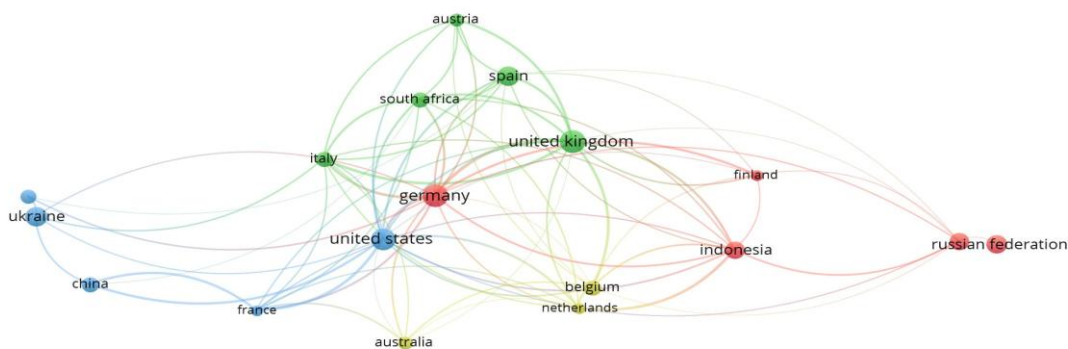 austria
spain
south africa
united kingdom
italy
finland
germany
ukraine
united states
russian federation
indonesia
china
belgium
france
netherlands
australia